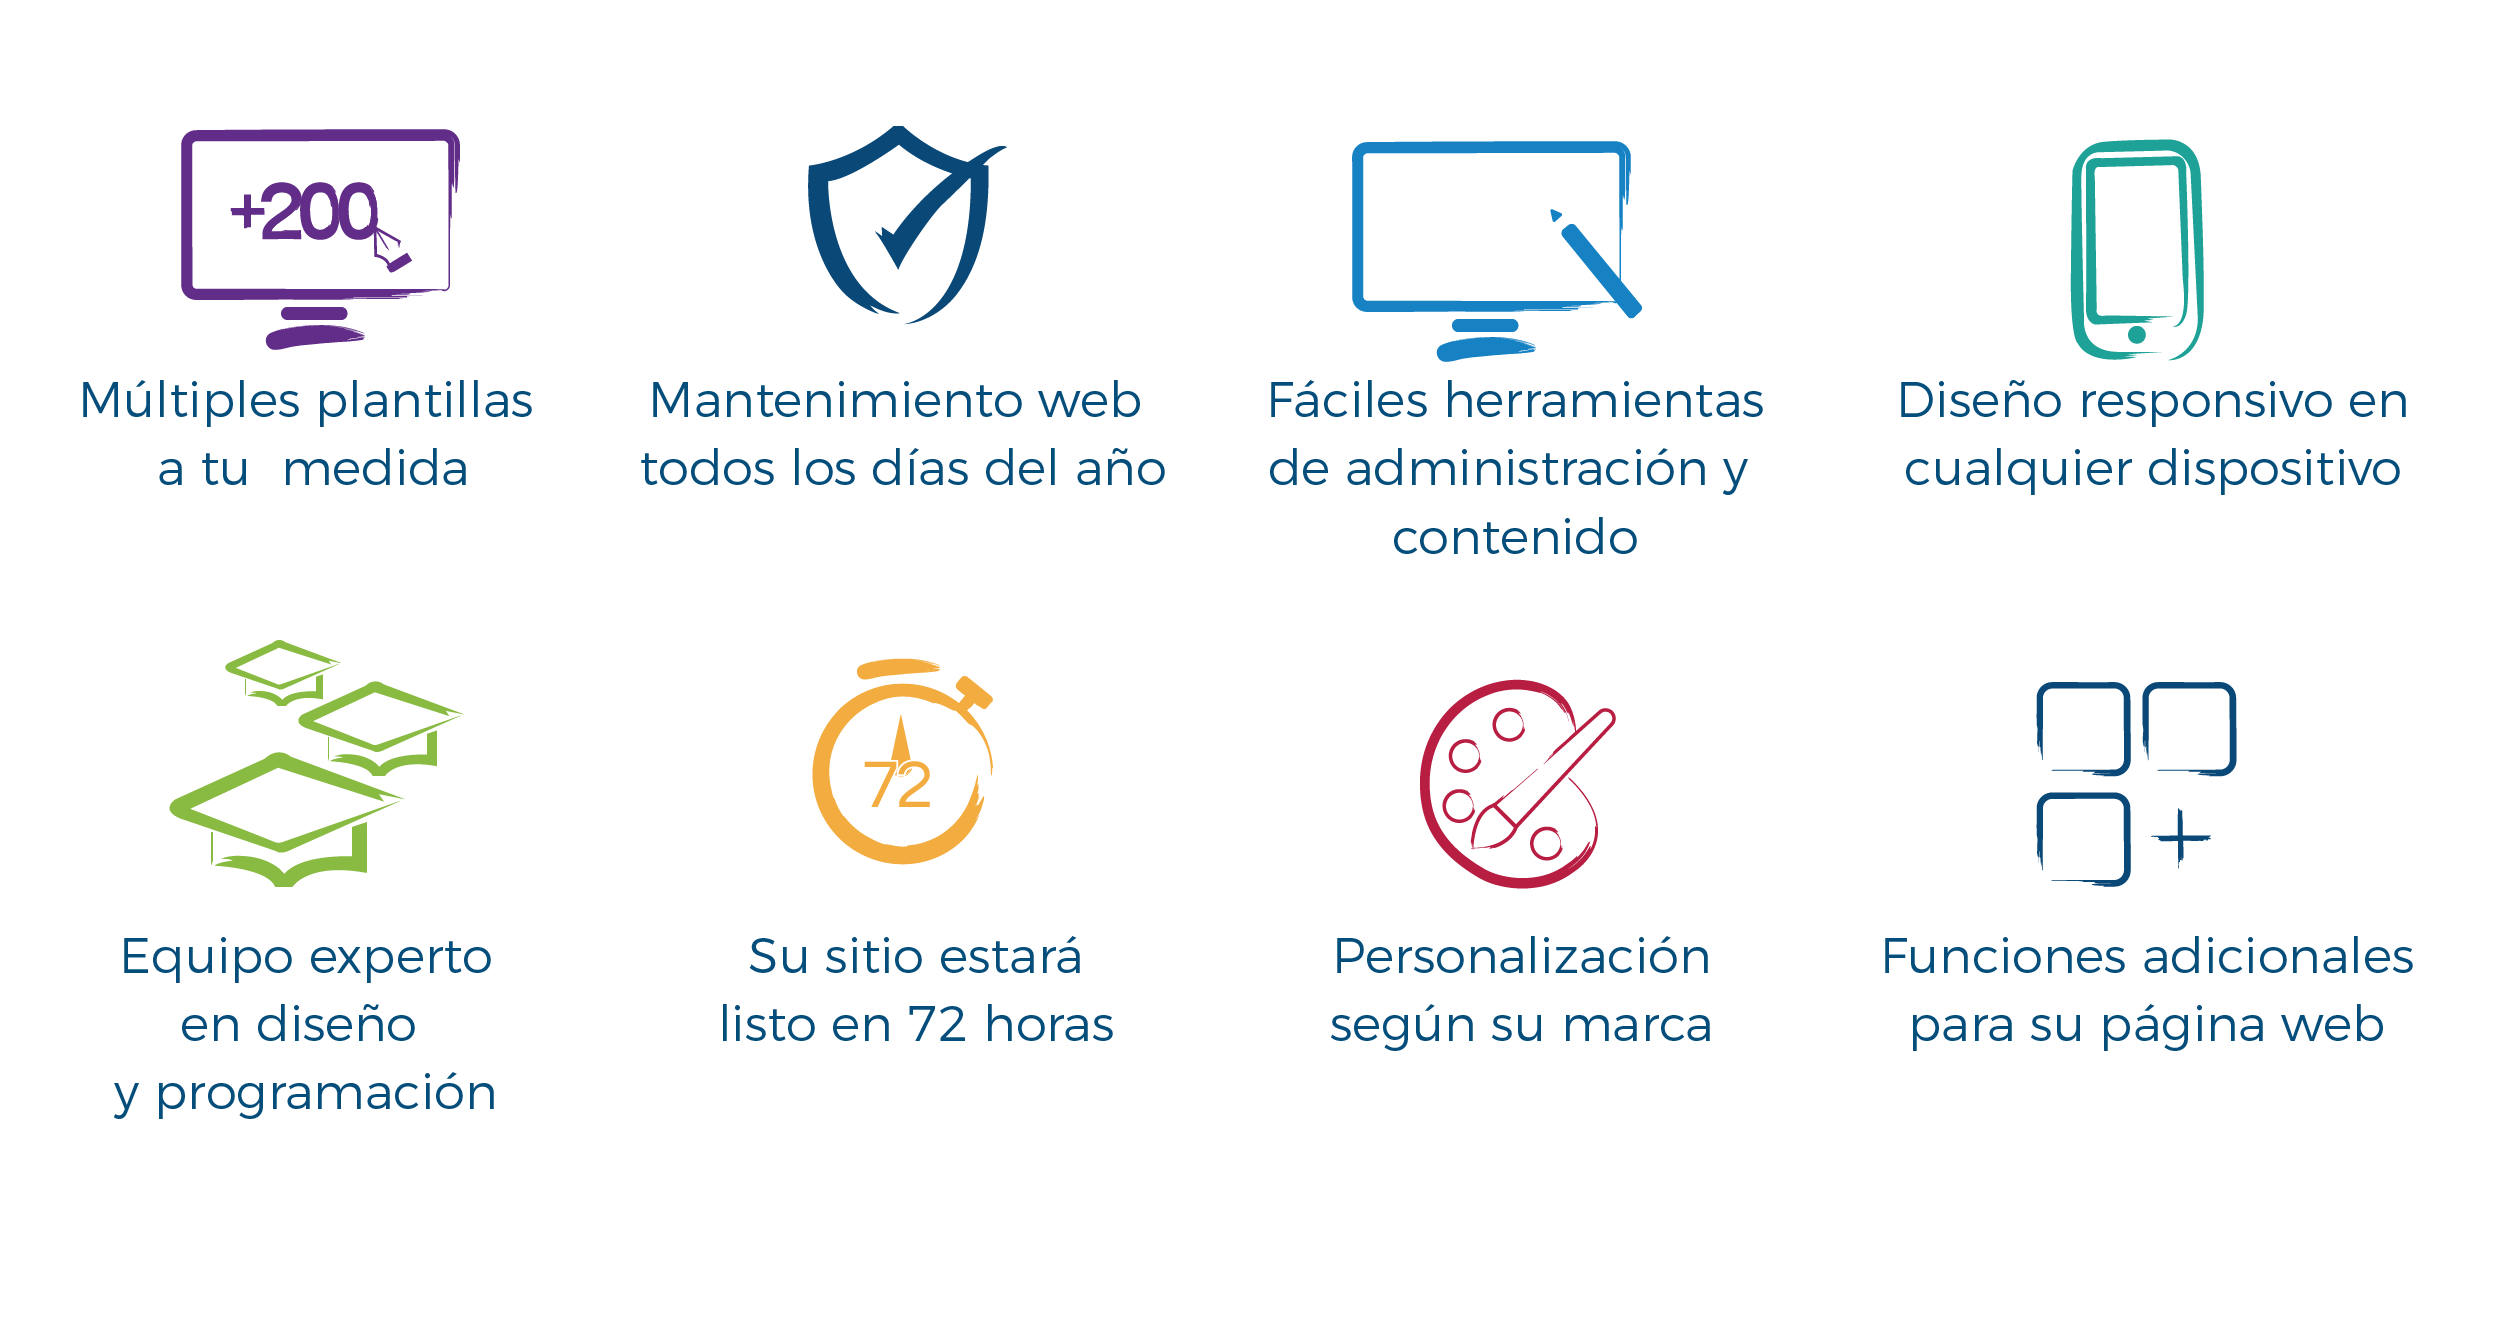 +200
Múltiples plantillas
a tu medida
Mantenimiento web
todos los días del año
Fáciles herramientas
de administración y
contenido
Diseño responsivo en
cualquier dispositivo
72
Equipo experto
en diseño
y programación
Su sitio estará
listo en 72 horas
Personalización
según su marca
Funciones adicionales
para su página web